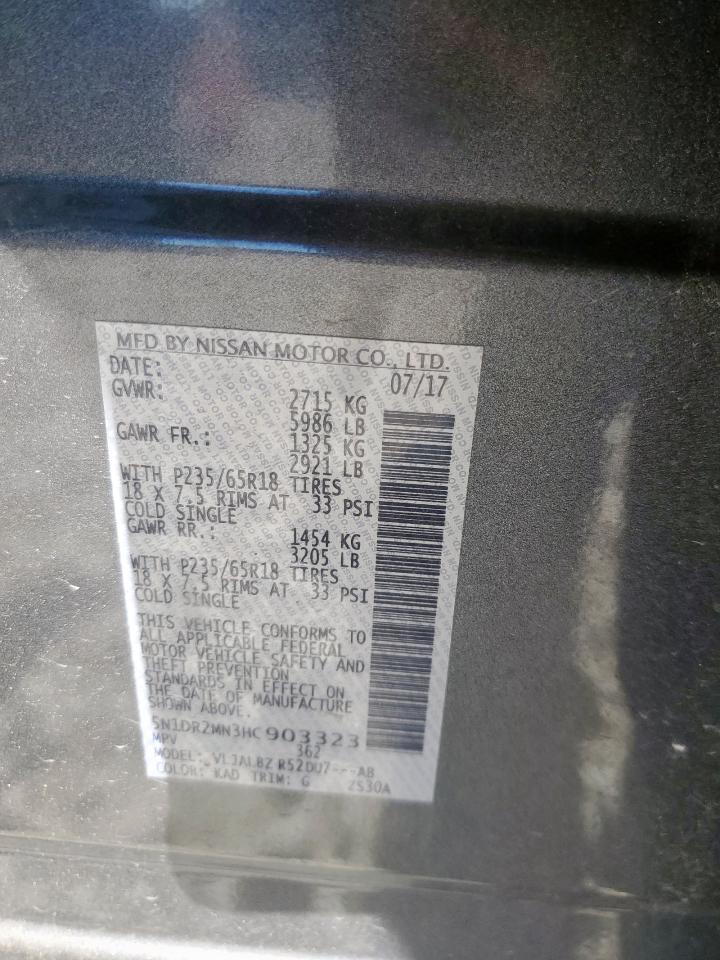 MFD BY NISSAN MOTOR CO., LTD.
DATE: 07/17
GVWR: 2715 KG
5986 LB
GAWR FR.: 1325 KG
2921 LB
WITH P235/65R18 TIRES
18 X 7.5 RIMS AT 33 PSI
COLD SINGLE
GAWR RR.: 1454 KG
3205 LB
WITH P235/65R18 TIRES
18 X 7.5 RIMS AT 33 PSI
COLD SINGLE
THIS VEHICLE CONFORMS TO
ALL APPLICABLE FEDERAL
MOTOR VEHICLE SAFETY AND
THEFT PREVENTION
STANDARDS IN EFFECT ON
THE DATE OF MANUFACTURE
SHOWN ABOVE.
5N1DR2MN3HC903323
MPV 362
MODEL: VLJALBZ R52DU7---AB
COLOR: KAD TRIM: G ZS30A